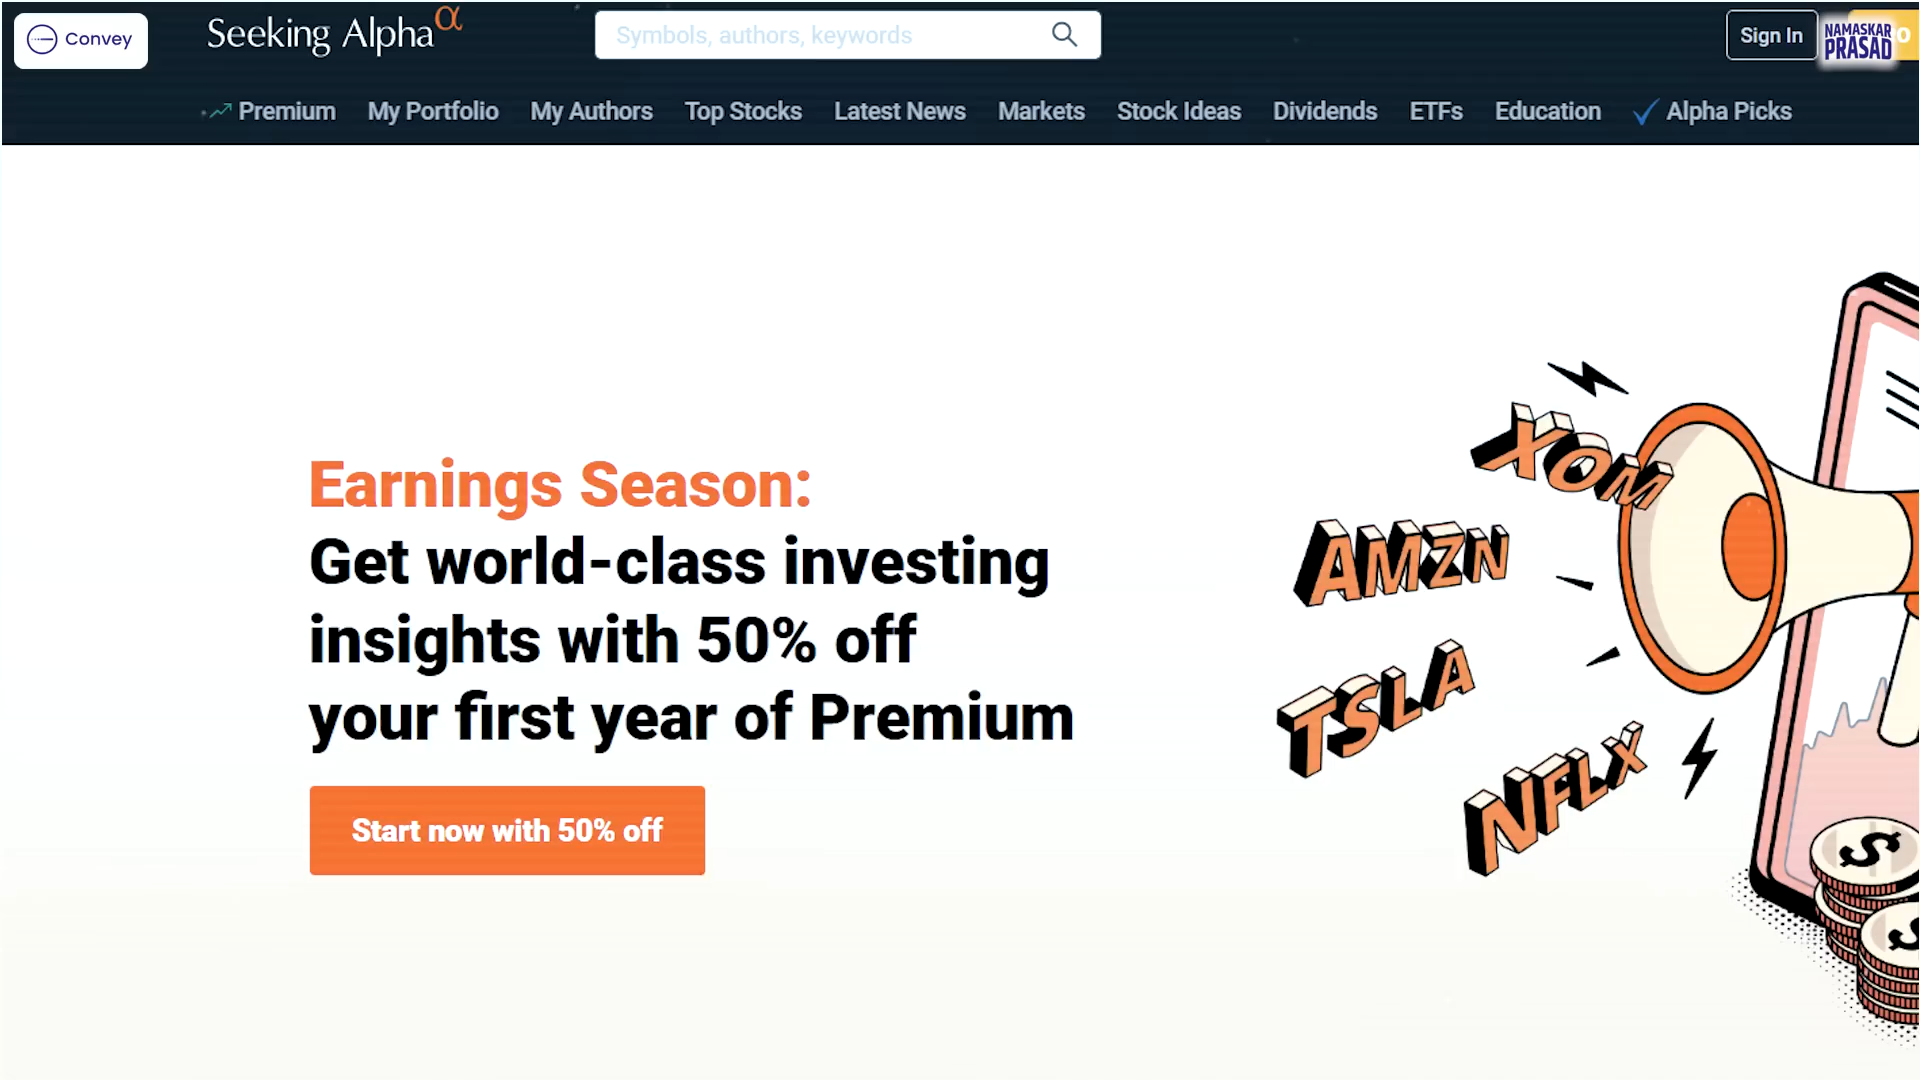 Convey
Seeking Alphaα
Symbols, authors, keywords
Sign In
NAMASKAR
PRASAD
Premium
My Portfolio
My Authors
Top Stocks
Latest News
Markets
Stock Ideas
Dividends
ETFs
Education
Alpha Picks
Earnings Season:
Get world-class investing
insights with 50% off
your first year of Premium
Start now with 50% off
XOM
AMZN
TSLA
NFLX
$
$